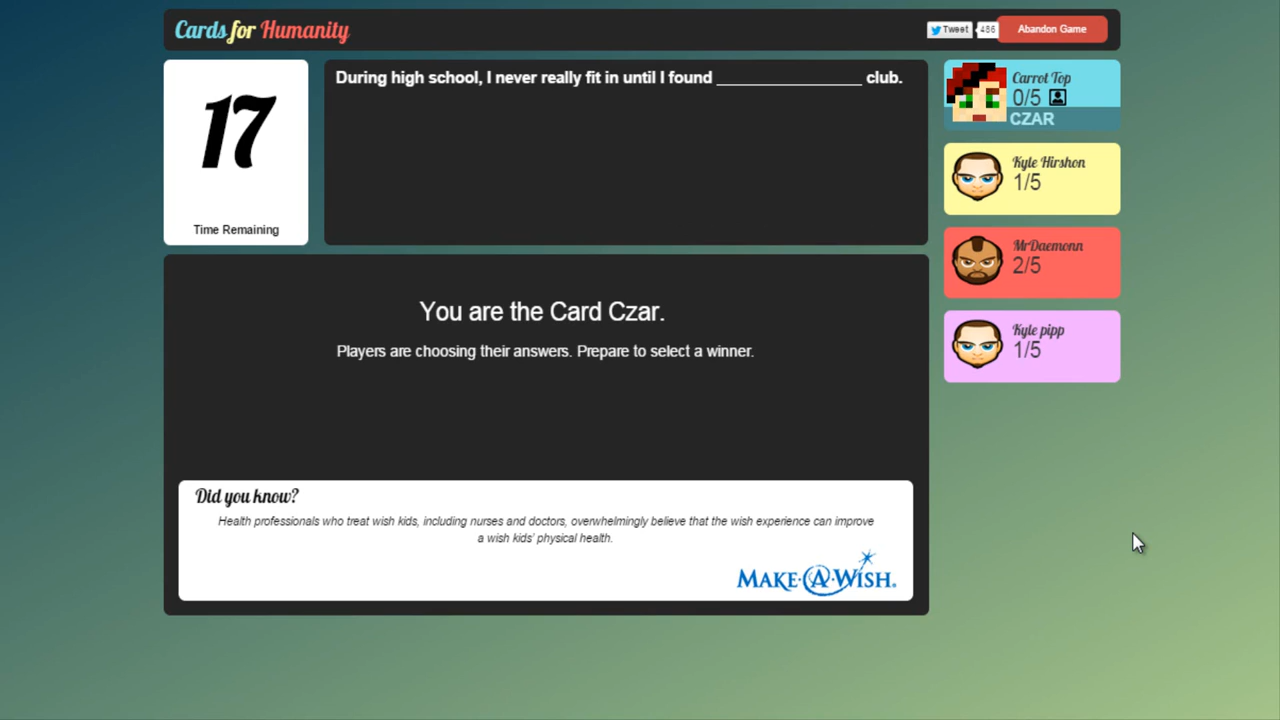 Cards for Humanity
Tweet 486
Abandon Game
17
Time Remaining
During high school, I never really fit in until I found _________________ club.
Carrot Top
0/5
CZAR
Kyle Hirshon
1/5
MrDaemonn
2/5
Kyle pipp
1/5
You are the Card Czar.
Players are choosing their answers. Prepare to select a winner.
Did you know?
Health professionals who treat wish kids, including nurses and doctors, overwhelmingly believe that the wish experience can improve
a wish kids' physical health.
MAKE·A·WISH.